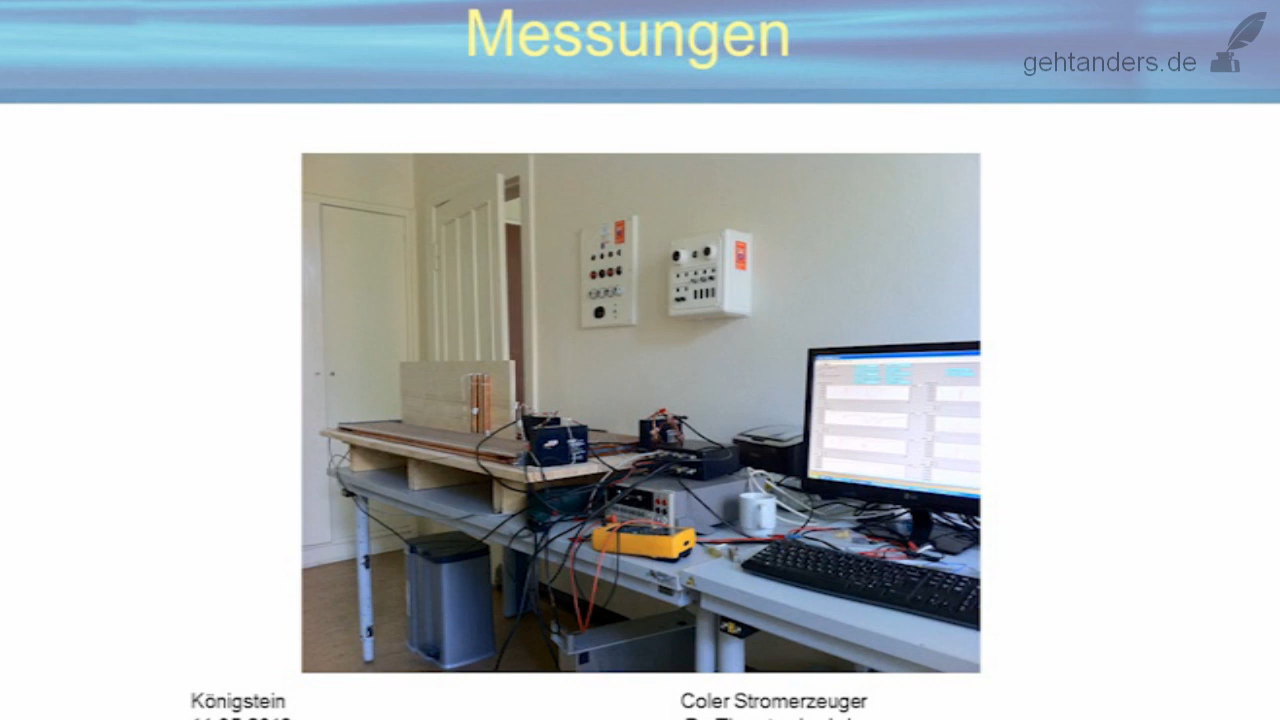 Messungen
gehtanders.de
Königstein
Coler Stromerzeuger